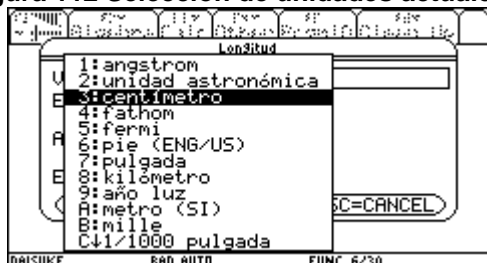 Longitud
1:angstrom
2:unidad astronómica
3:centímetro
4:fathom
5:fermi
6:pie (ENG/US)
7:pulgada
8:kilómetro
9:año luz
A:metro (SI)
B:mille
C↓1/1000 pulgada
SC=CANCEL
DAISUKE RAD AUTO FUNC 6/30